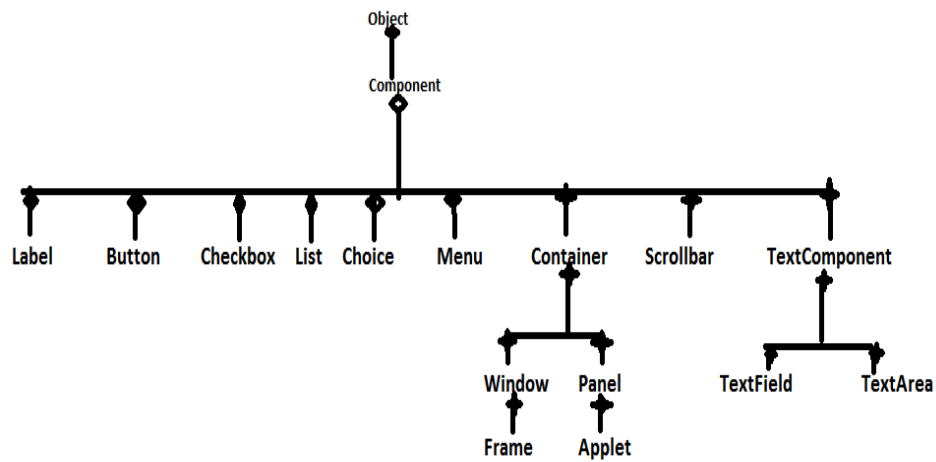 Object
Component
Label Button Checkbox List Choice Menu Container Scrollbar TextComponent
Window Panel TextField TextArea
Frame Applet